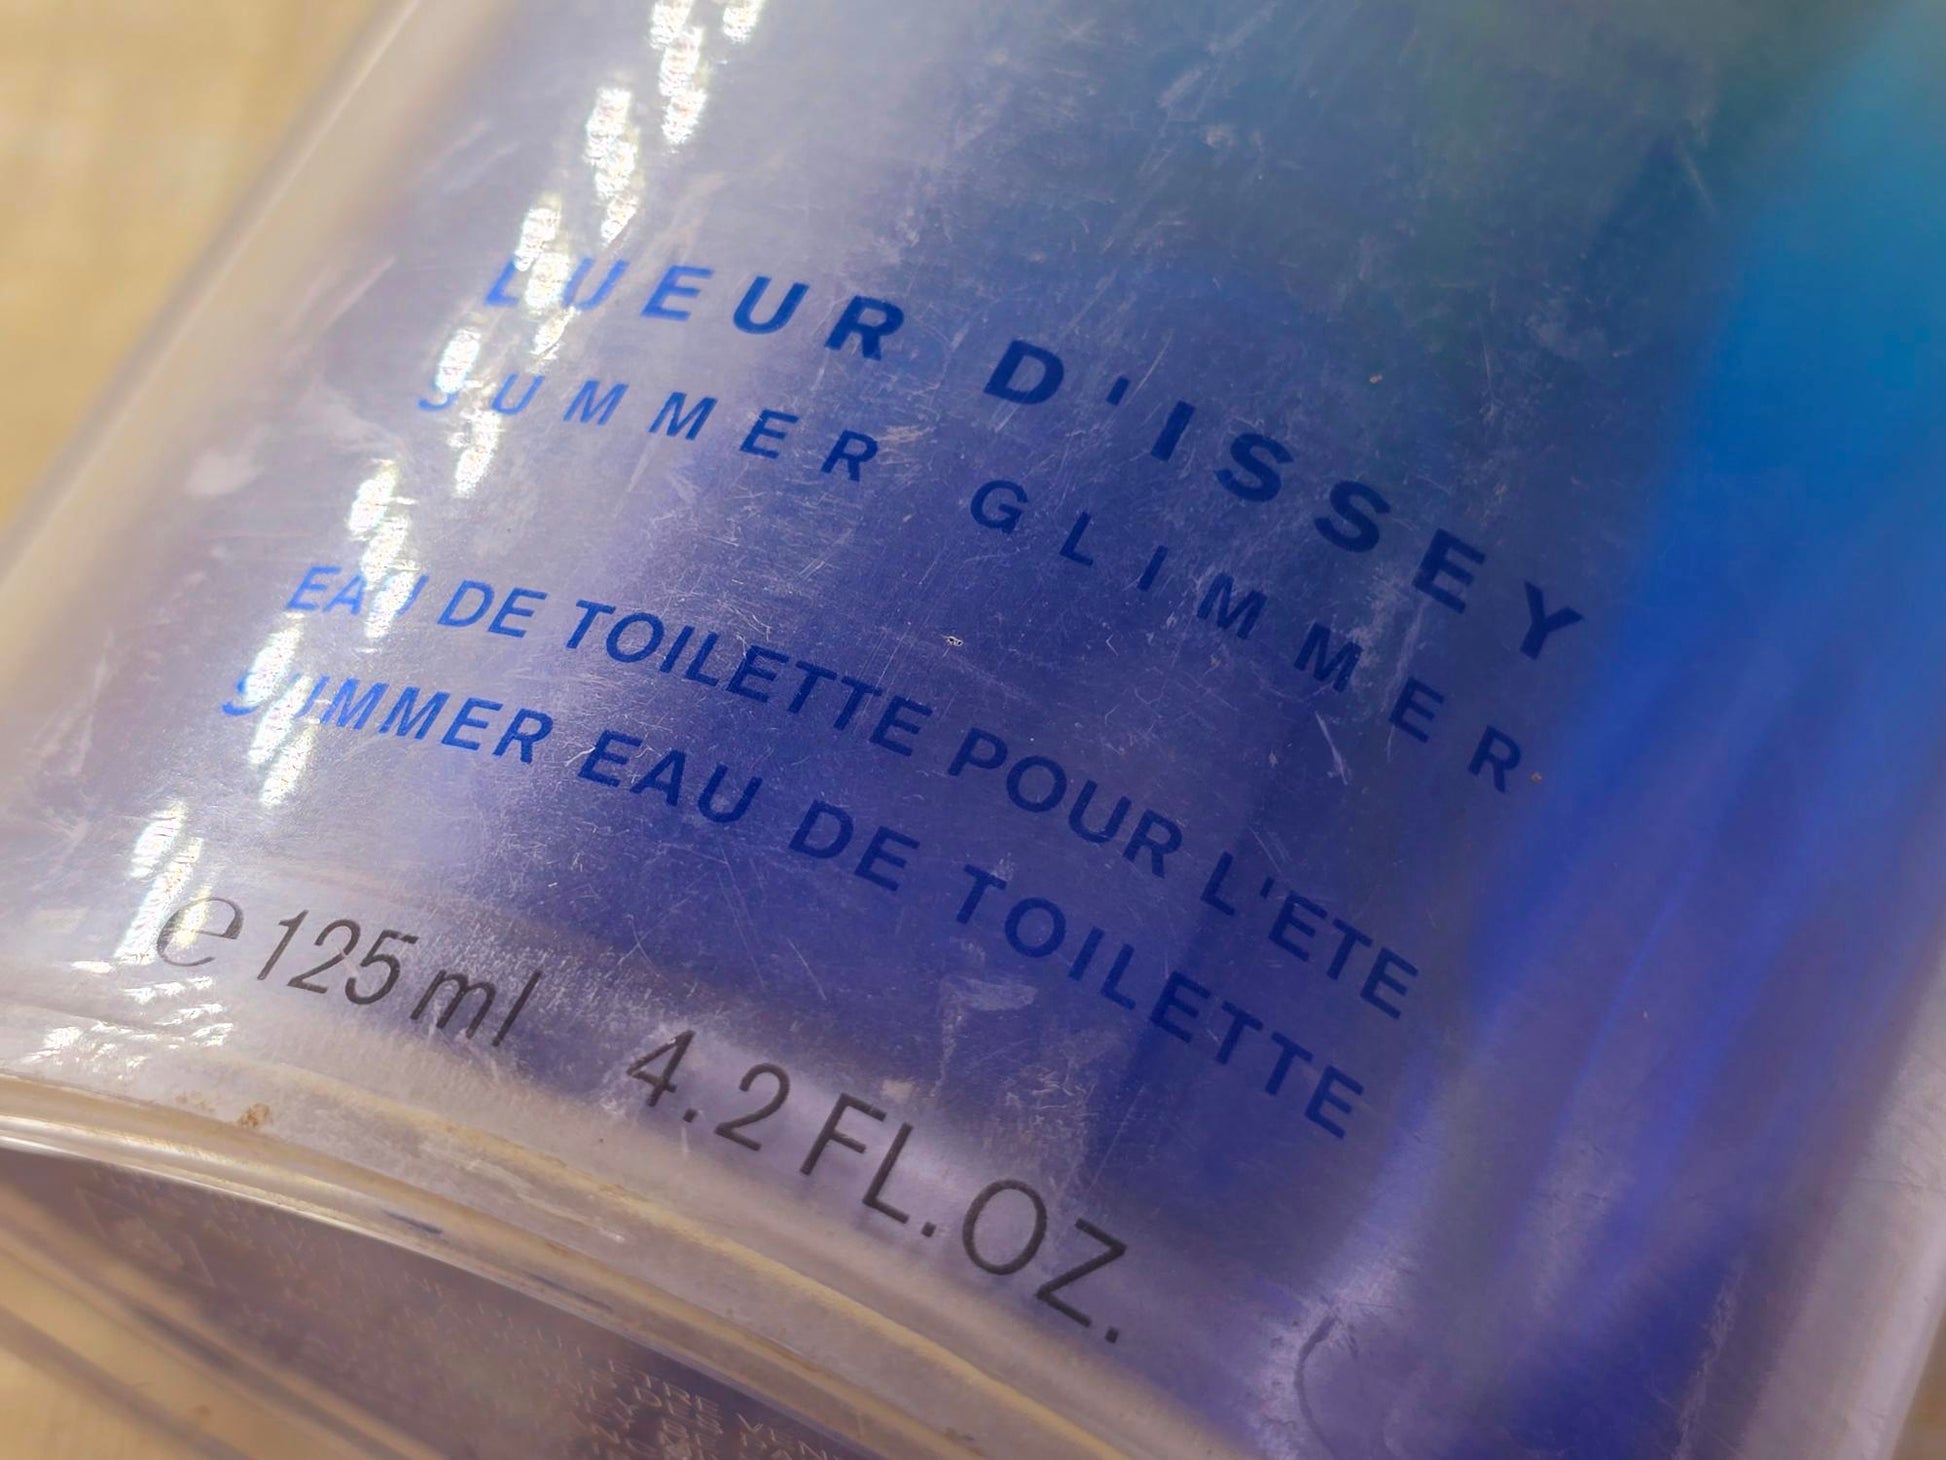 LUEUR D'ISSEY
SUMMER GLIMMER
EAU DE TOILETTE POUR L'ETE
SUMMER EAU DE TOILETTE
℮ 125 ml 4.2 FL.OZ.